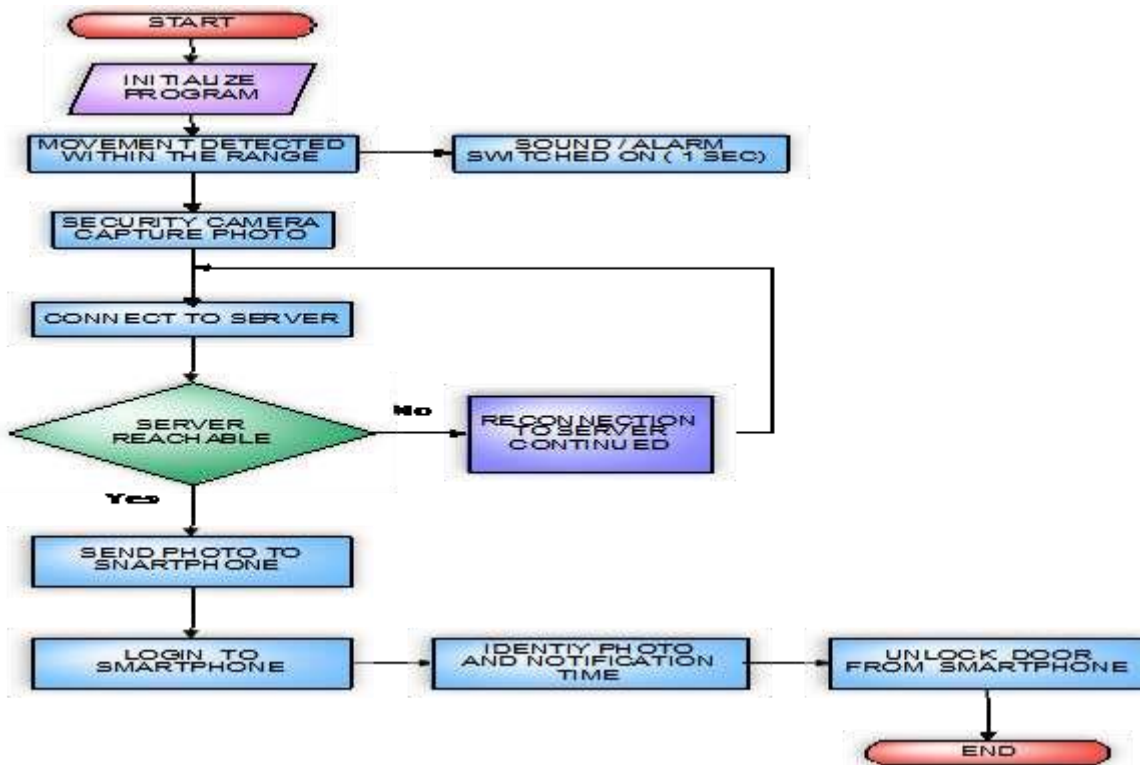 START
INITIALIZE
PROGRAM
MOVEMENT DETECTED
WITHIN THE RANGE
SOUND / ALARM
SWITCHED ON ( 1 SEC)
SECURITY CAMERA
CAPTURE PHOTO
CONNECT TO SERVER
SERVER
REACHABLE
No
RECONNECTION
TO SERVER
CONTINUED
Yes
SEND PHOTO TO
SNARTPHONE
LOGIN TO
SMARTPHONE
IDENTIY PHOTO
AND NOTIFICATION
TIME
UNLOCK DOOR
FROM SMARTPHONE
END